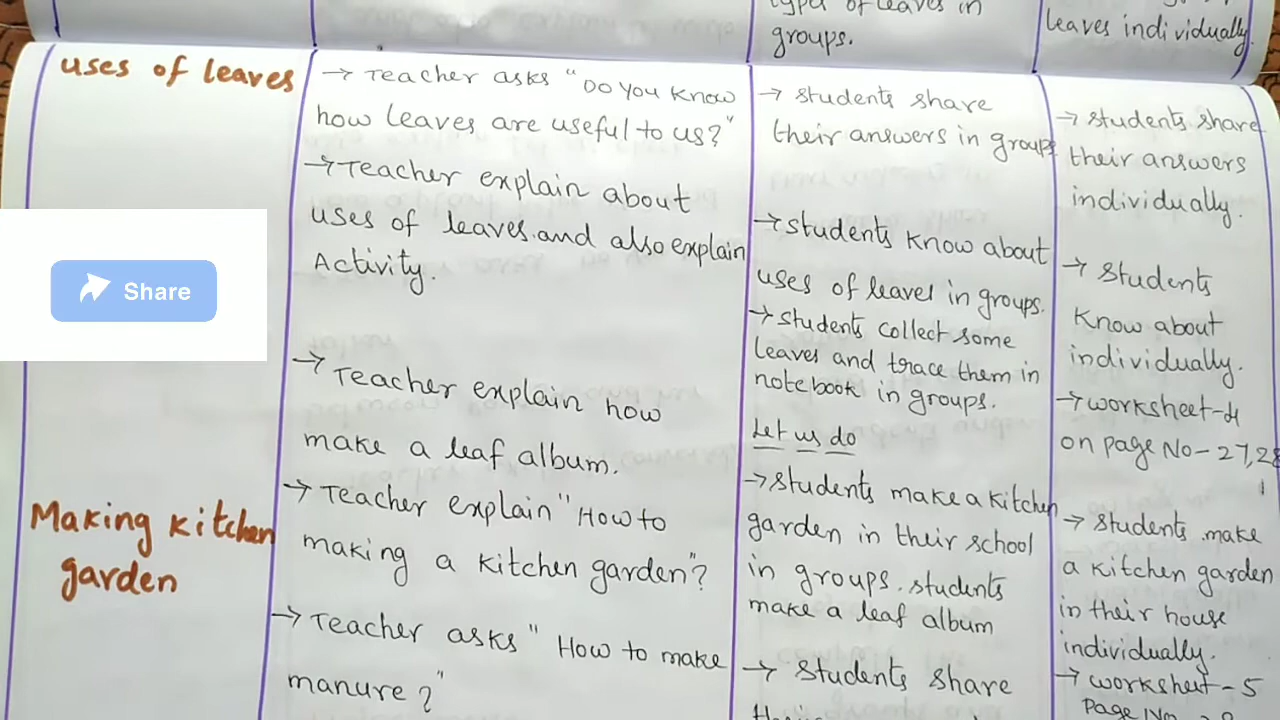 types of leaves in
groups.
leaves individually.
uses of leaves
→ Teacher asks "Do you know
how leaves are useful to us?"
→ Teacher explain about
uses of leaves.and also explain
Activity.
→ Teacher explain how
make a leaf album.
→ students share
their answers in groups
→ students know about
uses of leaves in groups.
→ students collect some
leaves and trace them in
notebook in groups.
Let us do
→ students share
their answers
individually.
→ students
know about
individually.
→ worksheet-4
on page No- 27,28
Share
Making kitchen
garden
→ Teacher explain "How to
making a kitchen garden"?
→ Teacher asks " How to make
manure?"
→ students make a kitchen
garden in their school
in groups. students
make a leaf album
→ students share
→ students make
a kitchen garden
in their house
individually.
→ worksheet-5
page No